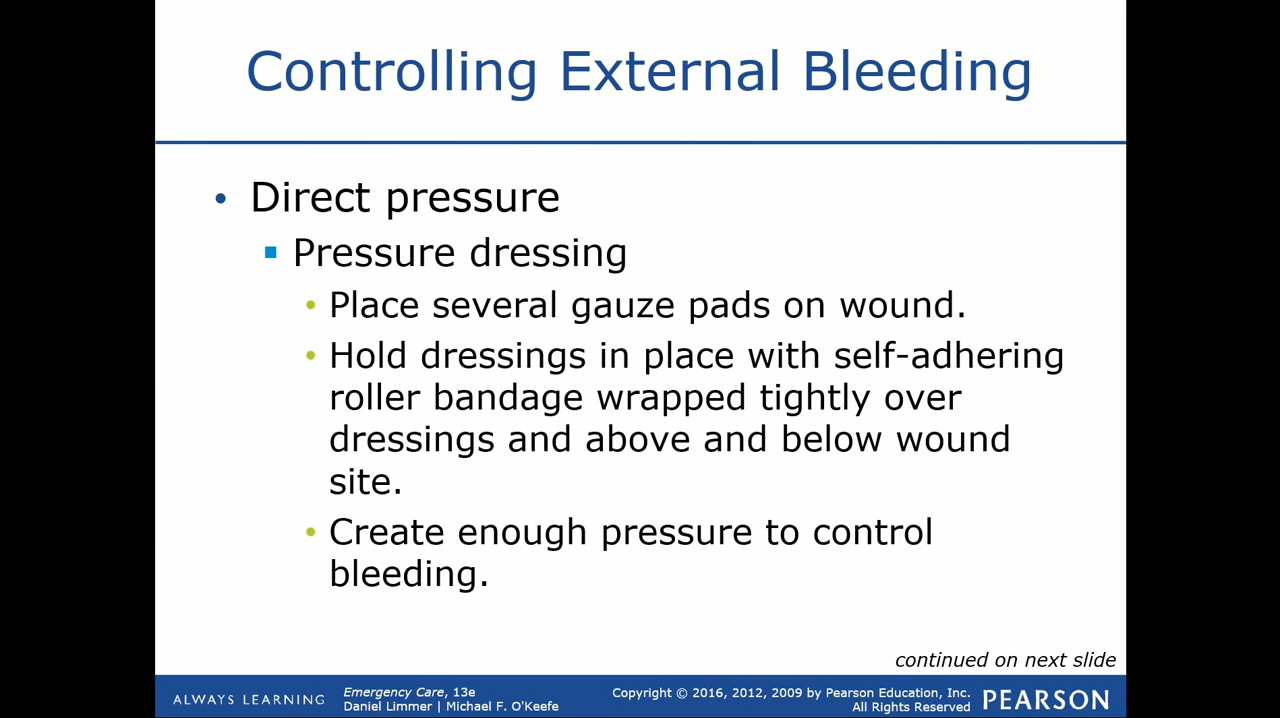 Controlling External Bleeding
• Direct pressure
▪ Pressure dressing
• Place several gauze pads on wound.
• Hold dressings in place with self-adhering
roller bandage wrapped tightly over
dressings and above and below wound
site.
• Create enough pressure to control
bleeding.
continued on next slide
ALWAYS LEARNING
Emergency Care, 13e
Daniel Limmer | Michael F. O'Keefe
Copyright © 2016, 2012, 2009 by Pearson Education, Inc.
All Rights Reserved
PEARSON